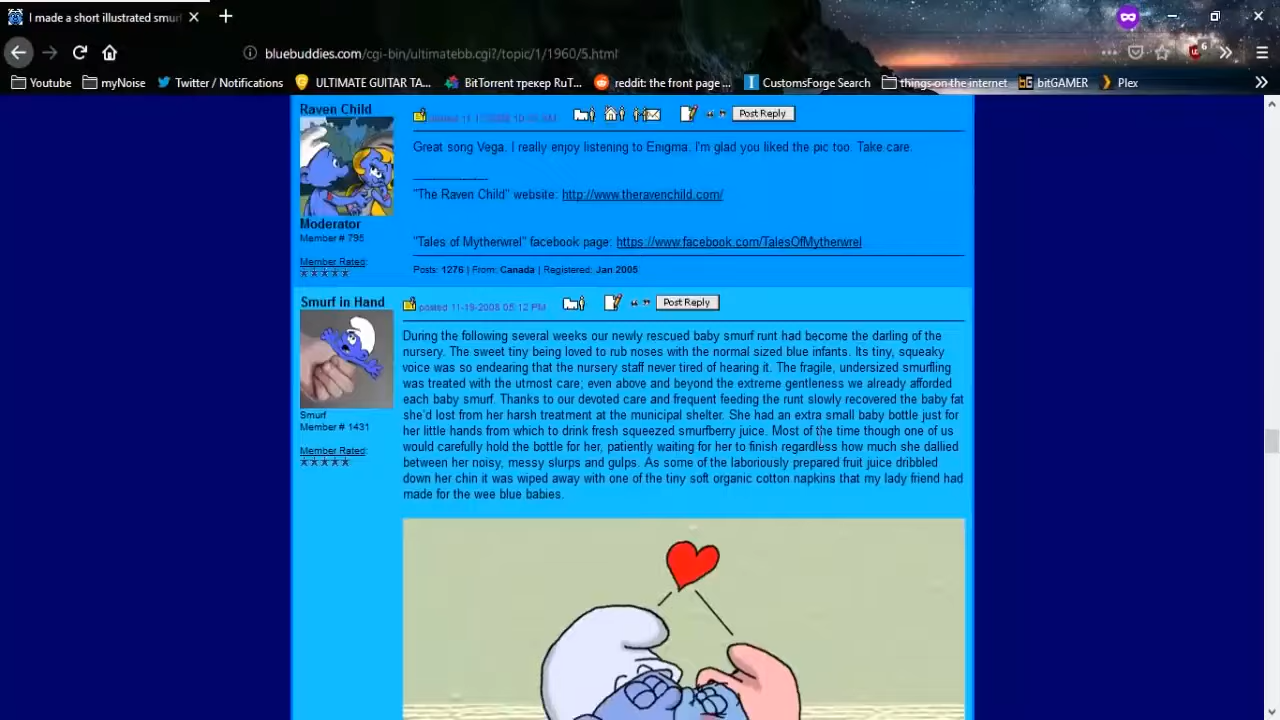 I made a short illustrated smur
bluebuddies.com/cgi-bin/ultimatebb.cgi?/topic/1/1960/5.html
6
Youtube
myNoise
Twitter / Notifications
ULTIMATE GUITAR TA...
BitTorrent трекер RuT...
reddit: the front page ...
CustomsForge Search
things-on the-internet
bitGAMER
Plex
Raven Child
Post Reply
Great song Vega. I really enjoy listening to Enigma. I'm glad you liked the pic too. Take care.
"The Raven Child" website: http://www.theravenchild.com/
Moderator
Member # 795
"Tales of Mytherwrel" facebook page: https://www.facebook.com/TalesOfMytherwrel
Member Rated:
Posts: 1276 | From: Canada | Registered: Jan 2005
Smurf in Hand
posted 11-19-2008 05:12 PM
Post Reply
During the following several weeks our newly rescued baby smurf runt had become the darling of the
nursery. The sweet tiny being loved to rub noses with the normal sized blue infants. Its tiny, squeaky
voice was so endearing that the nursery staff never tired of hearing it. The fragile, undersized smurfling
was treated with the utmost care; even above and beyond the extreme gentleness we already afforded
each baby smurf. Thanks to our devoted care and frequent feeding the runt slowly recovered the baby fat
she'd lost from her harsh treatment at the municipal shelter. She had an extra small baby bottle just for
her little hands from which to drink fresh squeezed smurfberry juice. Most of the time though one of us
would carefully hold the bottle for her, patiently waiting for her to finish regardless how much she dallied
between her noisy, messy slurps and gulps. As some of the laboriously prepared fruit juice dribbled
down her chin it was wiped away with one of the tiny soft organic cotton napkins that my lady friend had
made for the wee blue babies.
Smurf
Member # 1431
Member Rated: